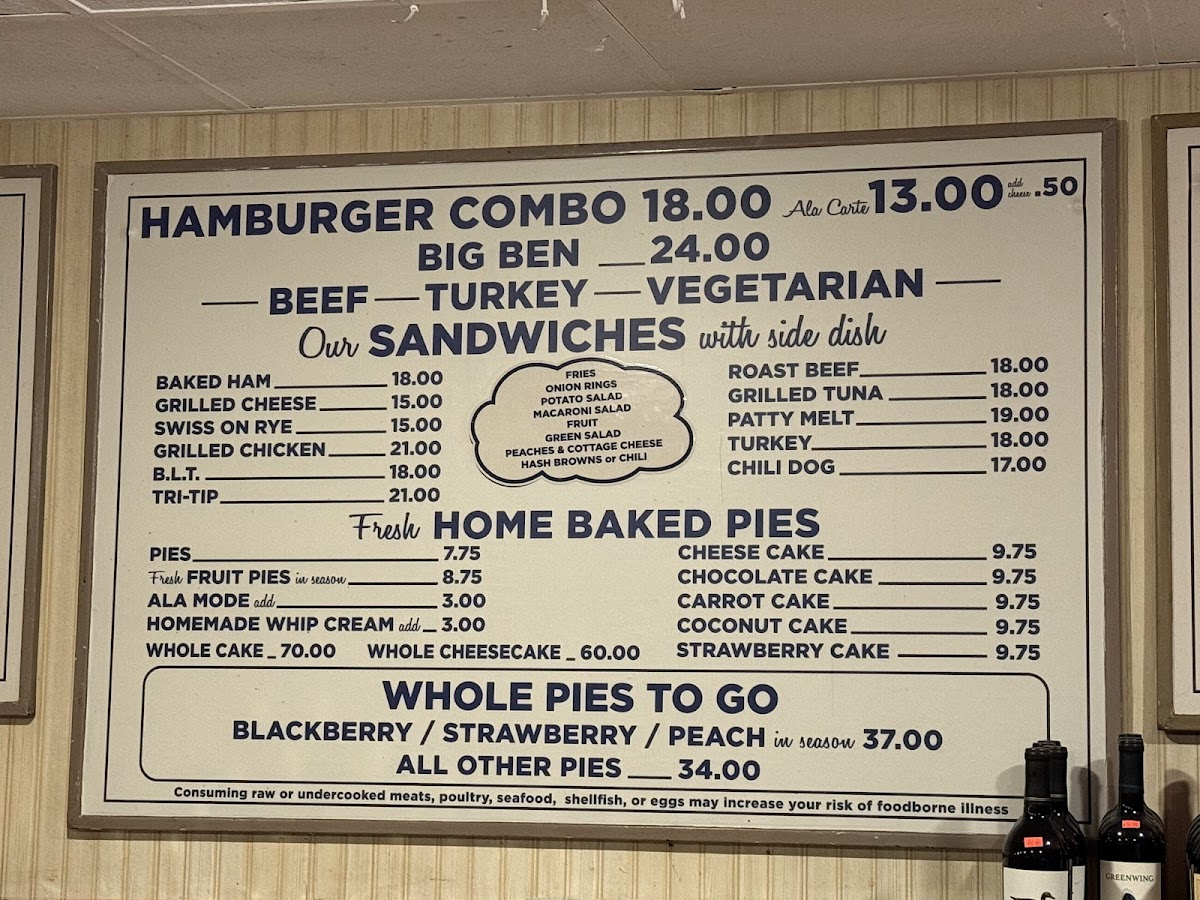 HAMBURGER COMBO 18.00 Ala Carte 13.00 add cheese .50
BIG BEN __ 24.00
— BEEF — TURKEY — VEGETARIAN —
Our SANDWICHES with side dish
BAKED HAM 18.00
GRILLED CHEESE 15.00
SWISS ON RYE 15.00
GRILLED CHICKEN 21.00
B.L.T. 18.00
TRI-TIP 21.00
FRIES
ONION RINGS
POTATO SALAD
MACARONI SALAD
FRUIT
GREEN SALAD
PEACHES & COTTAGE CHEESE
HASH BROWNS or CHILI
ROAST BEEF 18.00
GRILLED TUNA 18.00
PATTY MELT 19.00
TURKEY 18.00
CHILI DOG 17.00
Fresh HOME BAKED PIES
PIES 7.75
Fresh FRUIT PIES in season 8.75
ALA MODE add 3.00
HOMEMADE WHIP CREAM add _ 3.00
WHOLE CAKE _ 70.00 WHOLE CHEESECAKE _ 60.00
CHEESE CAKE 9.75
CHOCOLATE CAKE 9.75
CARROT CAKE 9.75
COCONUT CAKE 9.75
STRAWBERRY CAKE 9.75
WHOLE PIES TO GO
BLACKBERRY / STRAWBERRY / PEACH in season 37.00
ALL OTHER PIES __ 34.00
Consuming raw or undercooked meats, poultry, seafood, shellfish, or eggs may increase your risk of foodborne illness
GREENWING